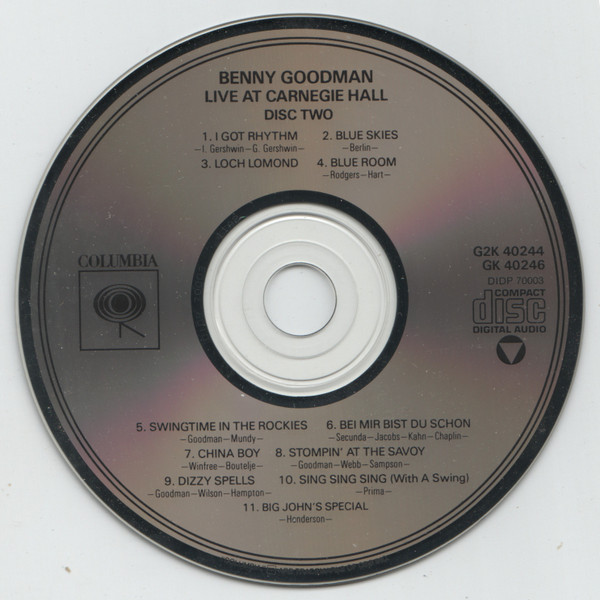 BENNY GOODMAN
LIVE AT CARNEGIE HALL
DISC TWO
1. I GOT RHYTHM 2. BLUE SKIES
—I. Gershwin—G. Gershwin— —Berlin—
3. LOCH LOMOND 4. BLUE ROOM
—Rodgers—Hart—
COLUMBIA
G2K 40244
GK 40246
DIDP 70003
COMPACT
disc
DIGITAL AUDIO
5. SWINGTIME IN THE ROCKIES 6. BEI MIR BIST DU SCHON
—Goodman—Mundy— —Secunda—Jacobs—Kahn—Chaplin—
7. CHINA BOY 8. STOMPIN' AT THE SAVOY
—Winfree—Boutelje— —Goodman—Webb—Sampson—
9. DIZZY SPELLS 10. SING SING SING (With A Swing)
—Goodman—Wilson—Hampton— —Prima—
11. BIG JOHN'S SPECIAL
—Henderson—